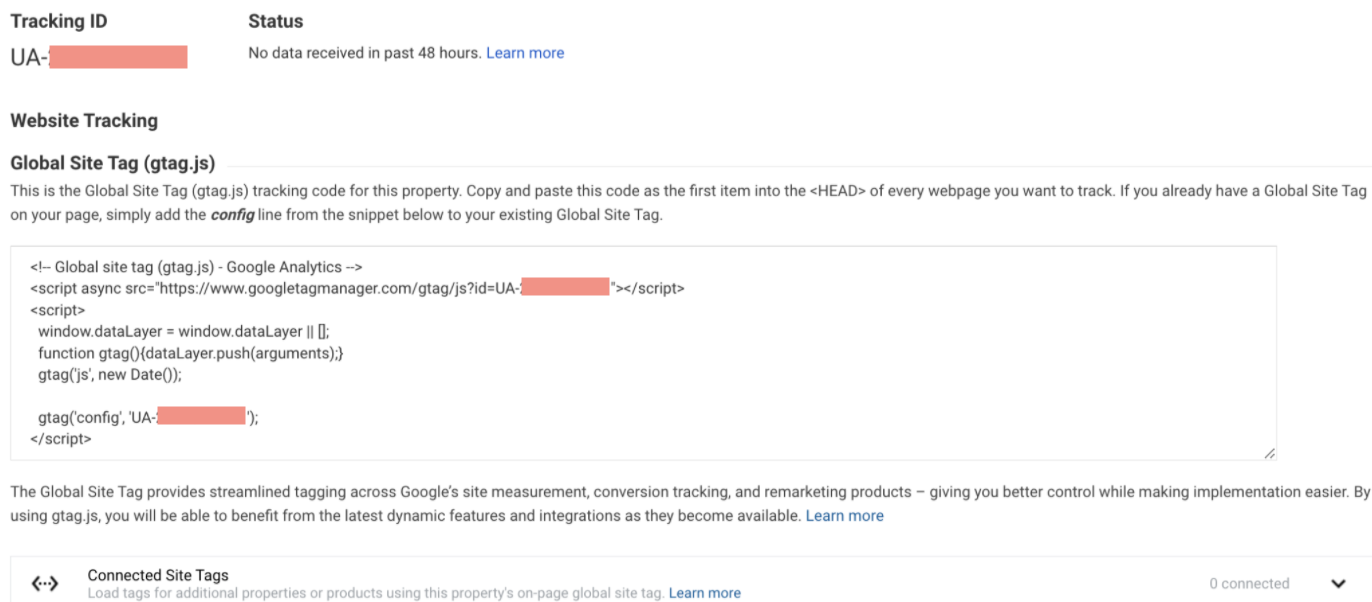 Tracking ID
Status
UA-
No data received in past 48 hours. Learn more
Website Tracking
Global Site Tag (gtag.js)
This is the Global Site Tag (gtag.js) tracking code for this property. Copy and paste this code as the first item into the <HEAD> of every webpage you want to track. If you already have a Global Site Tag
on your page, simply add the config line from the snippet below to your existing Global Site Tag.
<!-- Global site tag (gtag.js) - Google Analytics -->
<script async src="https://www.googletagmanager.com/gtag/js?id=UA-"></script>
<script>
window.dataLayer = window.dataLayer || [];
function gtag(){dataLayer.push(arguments);}
gtag('js', new Date());
gtag('config', 'UA-');
</script>
The Global Site Tag provides streamlined tagging across Google's site measurement, conversion tracking, and remarketing products – giving you better control while making implementation easier. By
using gtag.js, you will be able to benefit from the latest dynamic features and integrations as they become available. Learn more
Connected Site Tags
0 connected
Load tags for additional properties or products using this property's on-page global site tag. Learn more